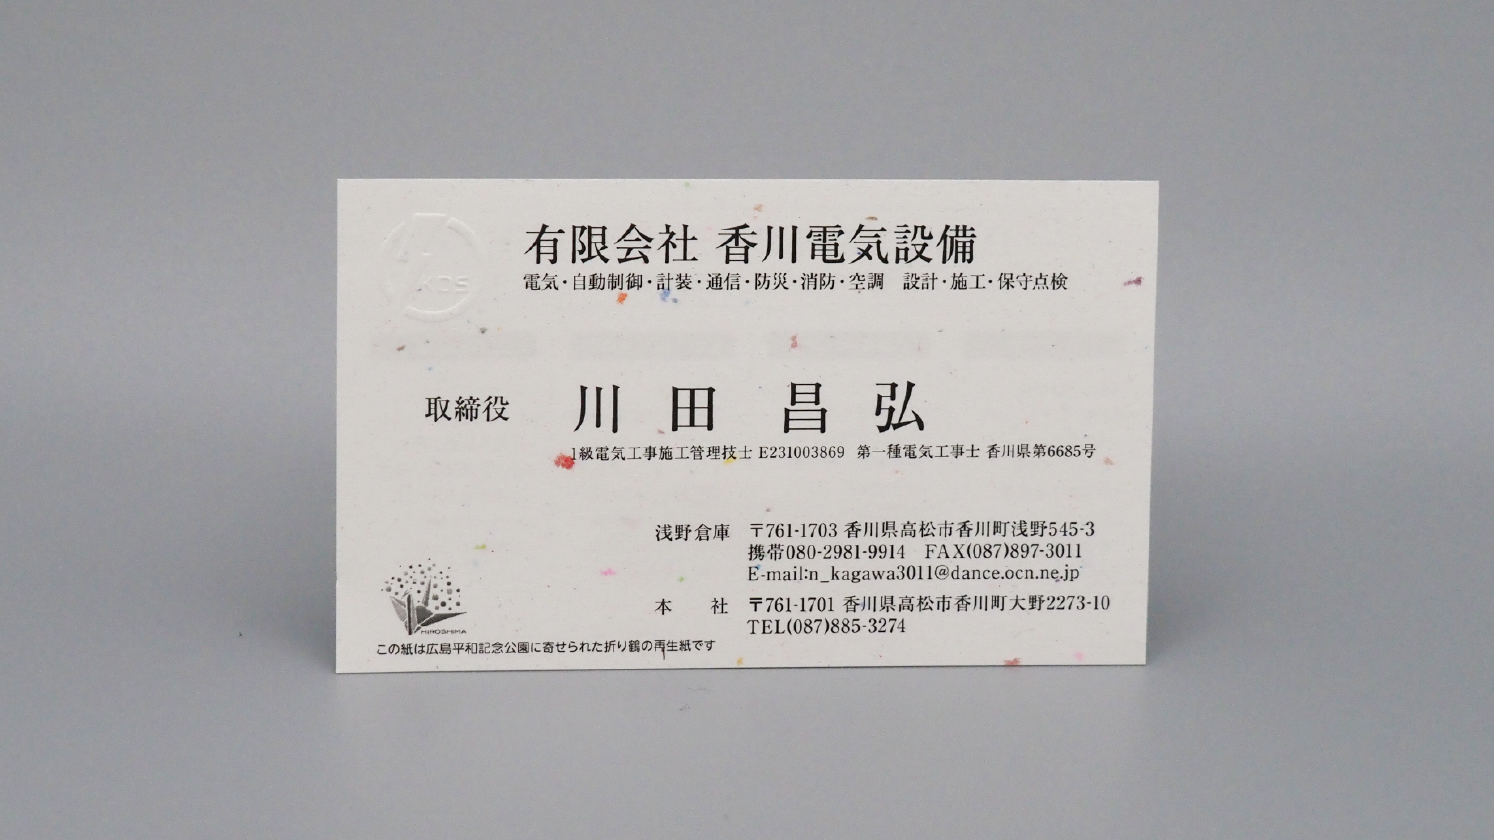 KDS
有限会社 香川電気設備
電気・自動制御・計装・通信・防災・消防・空調 設計・施工・保守点検
取締役 川田 昌弘
1級電気工事施工管理技士 E231003869 第一種電気工事士 香川県第6685号
浅野倉庫 〒761-1703 香川県高松市香川町浅野545-3
携帯080-2981-9914 FAX(087)897-3011
E-mail:n_kagawa3011@dance.ocn.ne.jp
本社 〒761-1701 香川県高松市香川町大野2273-10
TEL(087)885-3274
HIROSHIMA
この紙は広島平和記念公園に寄せられた折り鶴の再生紙です